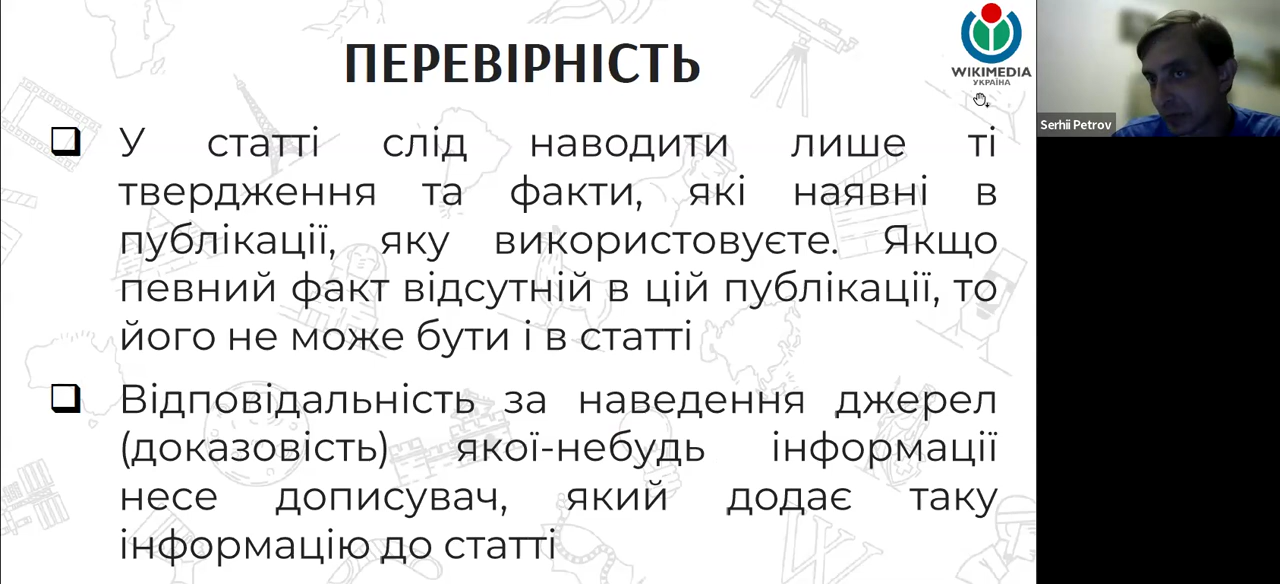 ПЕРЕВІРНІСТЬ
WIKIMEDIA
УКРАЇНА
Serhii Petrov
У статті слід наводити лише ті
твердження та факти, які наявні в
публікації, яку використовуєте. Якщо
певний факт відсутній в цій публікації, то
його не може бути і в статті
Відповідальність за наведення джерел
(доказовість) якої-небудь інформації
несе дописувач, який додає таку
інформацію до статті